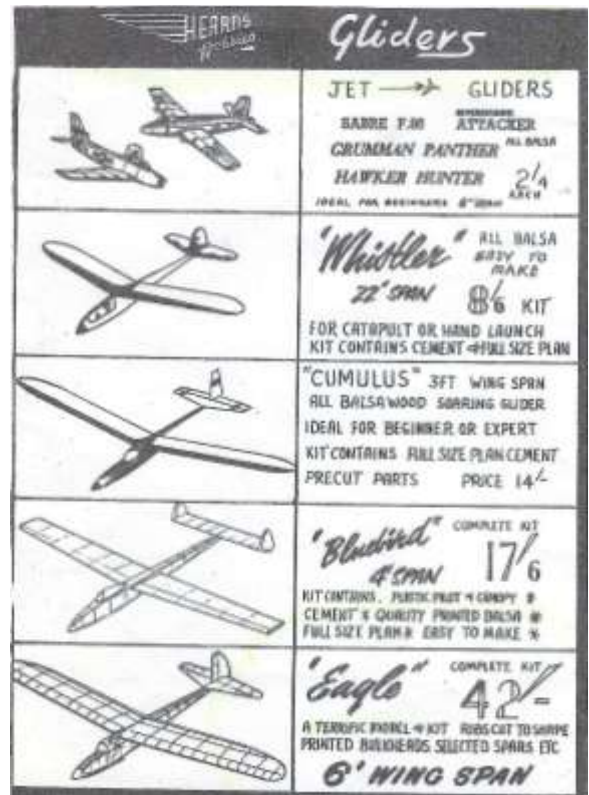 HEARNS Hobbies
Gliders
JET GLIDERS
SABRE F.86 ATTACKER
GRUMMAN PANTHER ALL BALSA
HAWKER HUNTER 2/4 EACH
IDEAL FOR BEGINNERS 8" SPAN
"Whistler" ALL BALSA
EASY TO
MAKE
22" SPAN 8/6 KIT
FOR CATAPULT OR HAND LAUNCH
KIT CONTAINS CEMENT & FULL SIZE PLAN
"CUMULUS" 3FT WING SPAN
ALL BALSAWOOD SOARING GLIDER
IDEAL FOR BEGINNER OR EXPERT
KIT CONTAINS FULL SIZE PLAN CEMENT
PRECUT PARTS PRICE 14/-
"Bluebird" COMPLETE KIT
4' SPAN 17/6
KIT CONTAINS. PLASTIC PILOT & CANOPY *
CEMENT * QUALITY PRINTED BALSA *
FULL SIZE PLAN * EASY TO MAKE *
"Eagle" COMPLETE KIT
42/-
A TERRIFIC MODEL & KIT RIBS CUT TO SHAPE
PRINTED BULKHEADS SELECTED SPARS ETC
6' WING SPAN